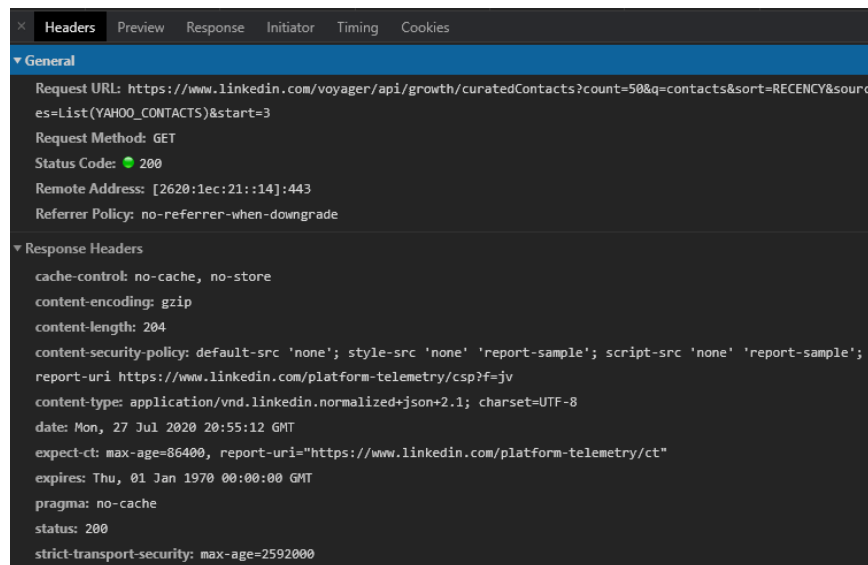 × Headers Preview Response Initiator Timing Cookies
▼ General
Request URL: https://www.linkedin.com/voyager/api/growth/curatedContacts?count=50&q=contacts&sort=RECENCY&sourc
es=List(YAHOO_CONTACTS)&start=3
Request Method: GET
Status Code: 200
Remote Address: [2620:1ec:21::14]:443
Referrer Policy: no-referrer-when-downgrade
▼ Response Headers
cache-control: no-cache, no-store
content-encoding: gzip
content-length: 204
content-security-policy: default-src 'none'; style-src 'none' 'report-sample'; script-src 'none' 'report-sample';
report-uri https://www.linkedin.com/platform-telemetry/csp?f=jv
content-type: application/vnd.linkedin.normalized+json+2.1; charset=UTF-8
date: Mon, 27 Jul 2020 20:55:12 GMT
expect-ct: max-age=86400, report-uri="https://www.linkedin.com/platform-telemetry/ct"
expires: Thu, 01 Jan 1970 00:00:00 GMT
pragma: no-cache
status: 200
strict-transport-security: max-age=2592000